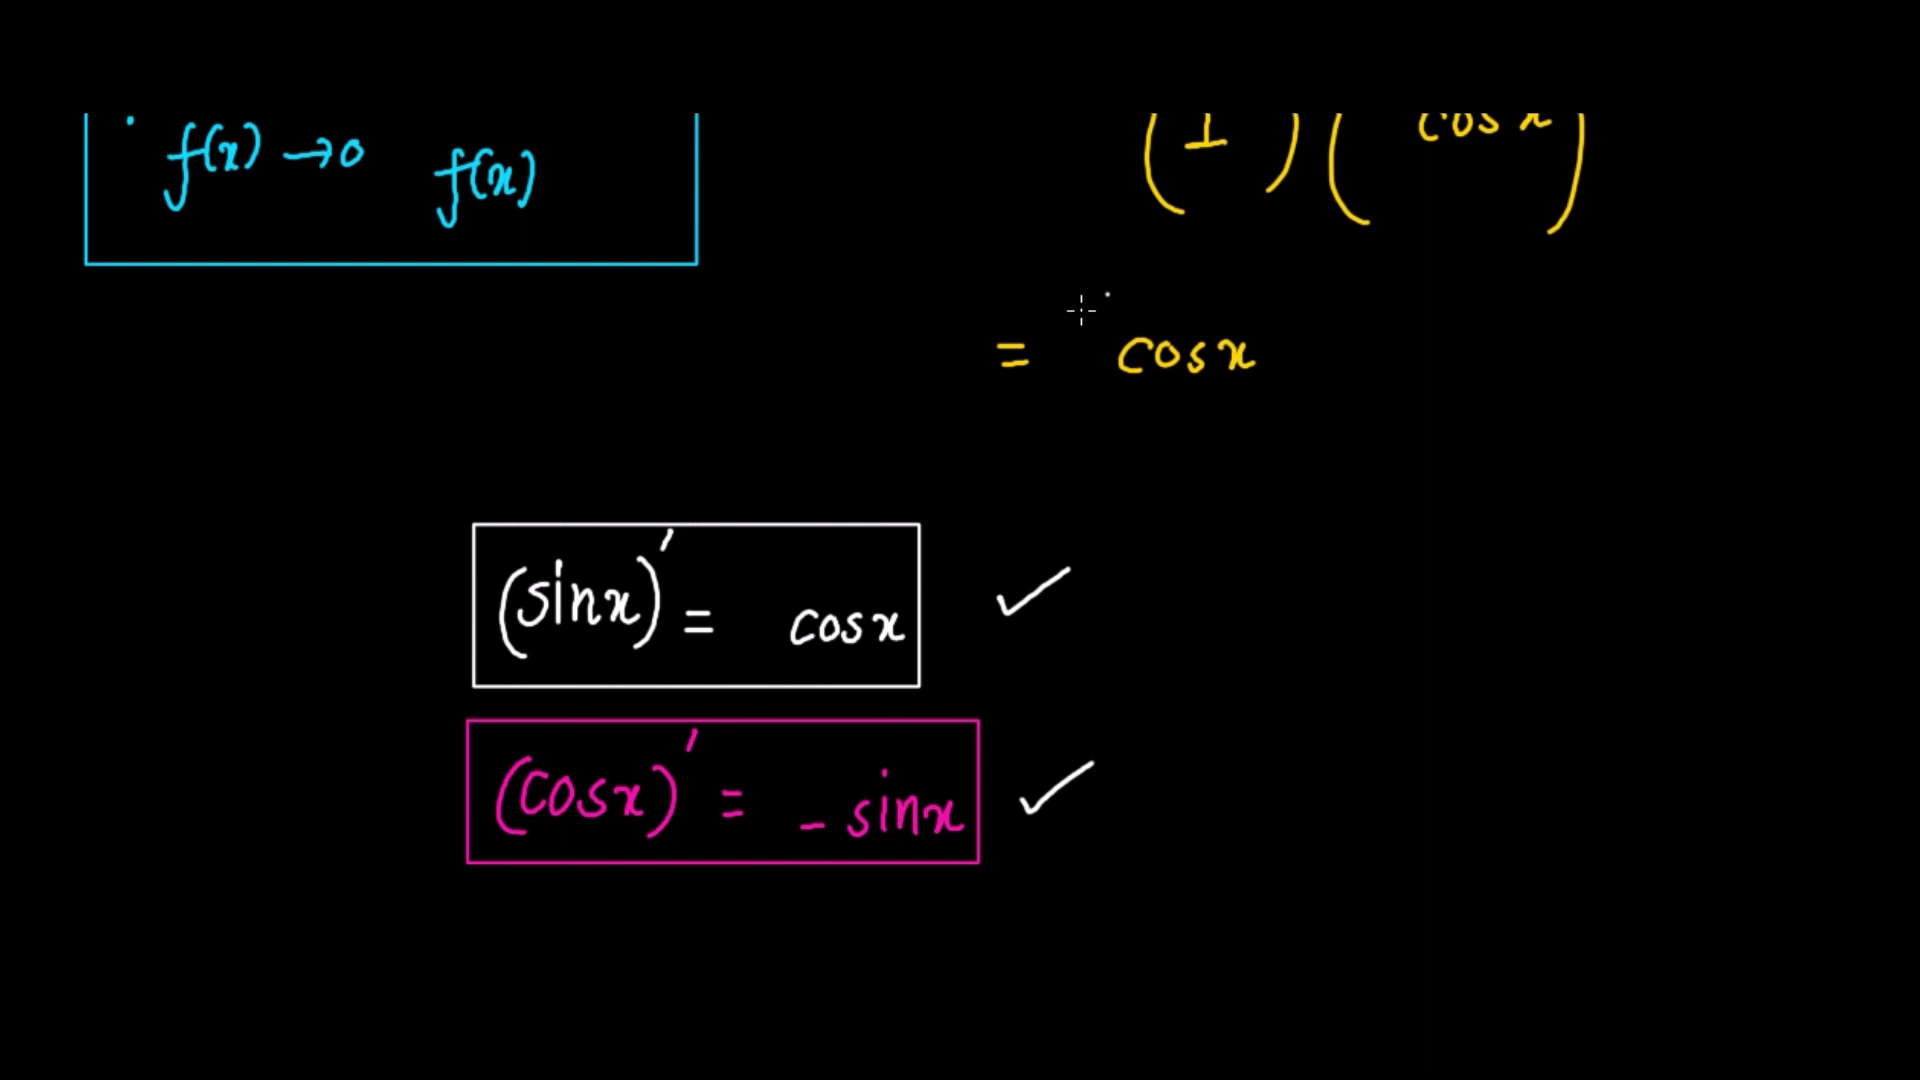 f(x) → 0 f(x)
(1)(cos x)
= cos x
(sin x)' = cos x
(cos x)' = - sin x